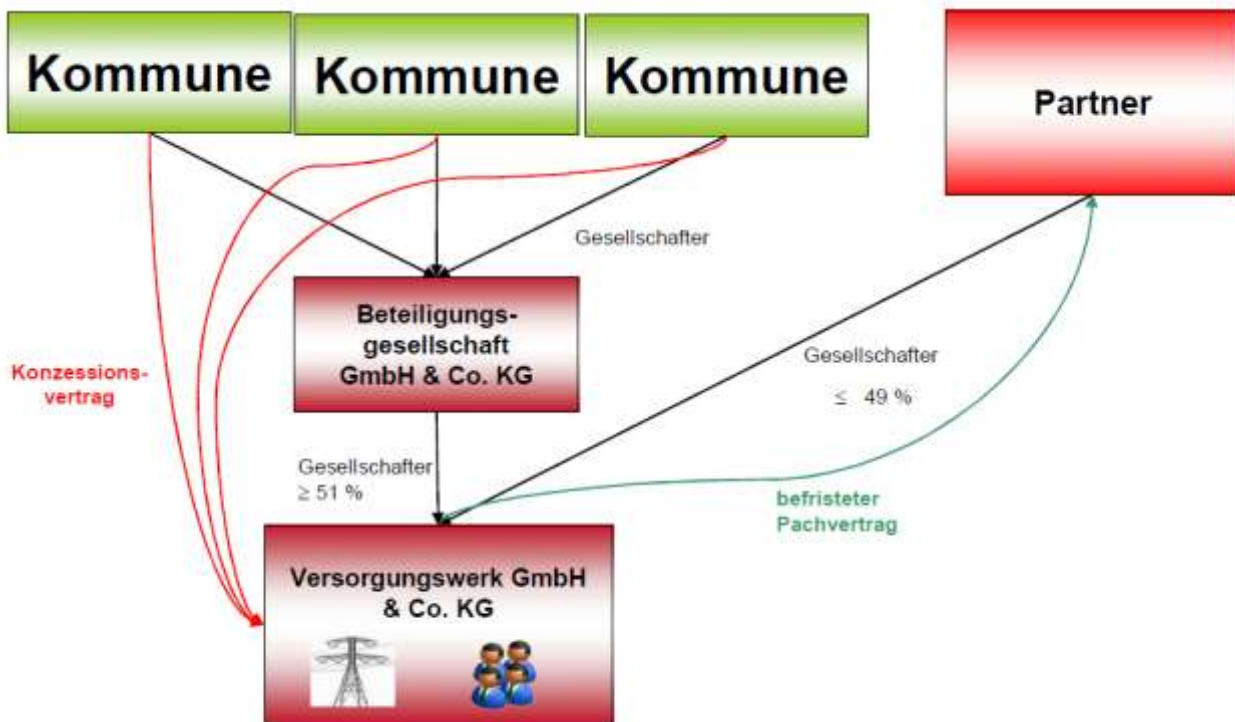 Kommune
Kommune
Kommune
Partner
Gesellschafter
Beteiligungs-
gesellschaft
GmbH & Co. KG
Konzessions-
vertrag
Gesellschafter
≤ 49 %
Gesellschafter
≥ 51 %
befristeter
Pachvertrag
Versorgungswerk GmbH
& Co. KG